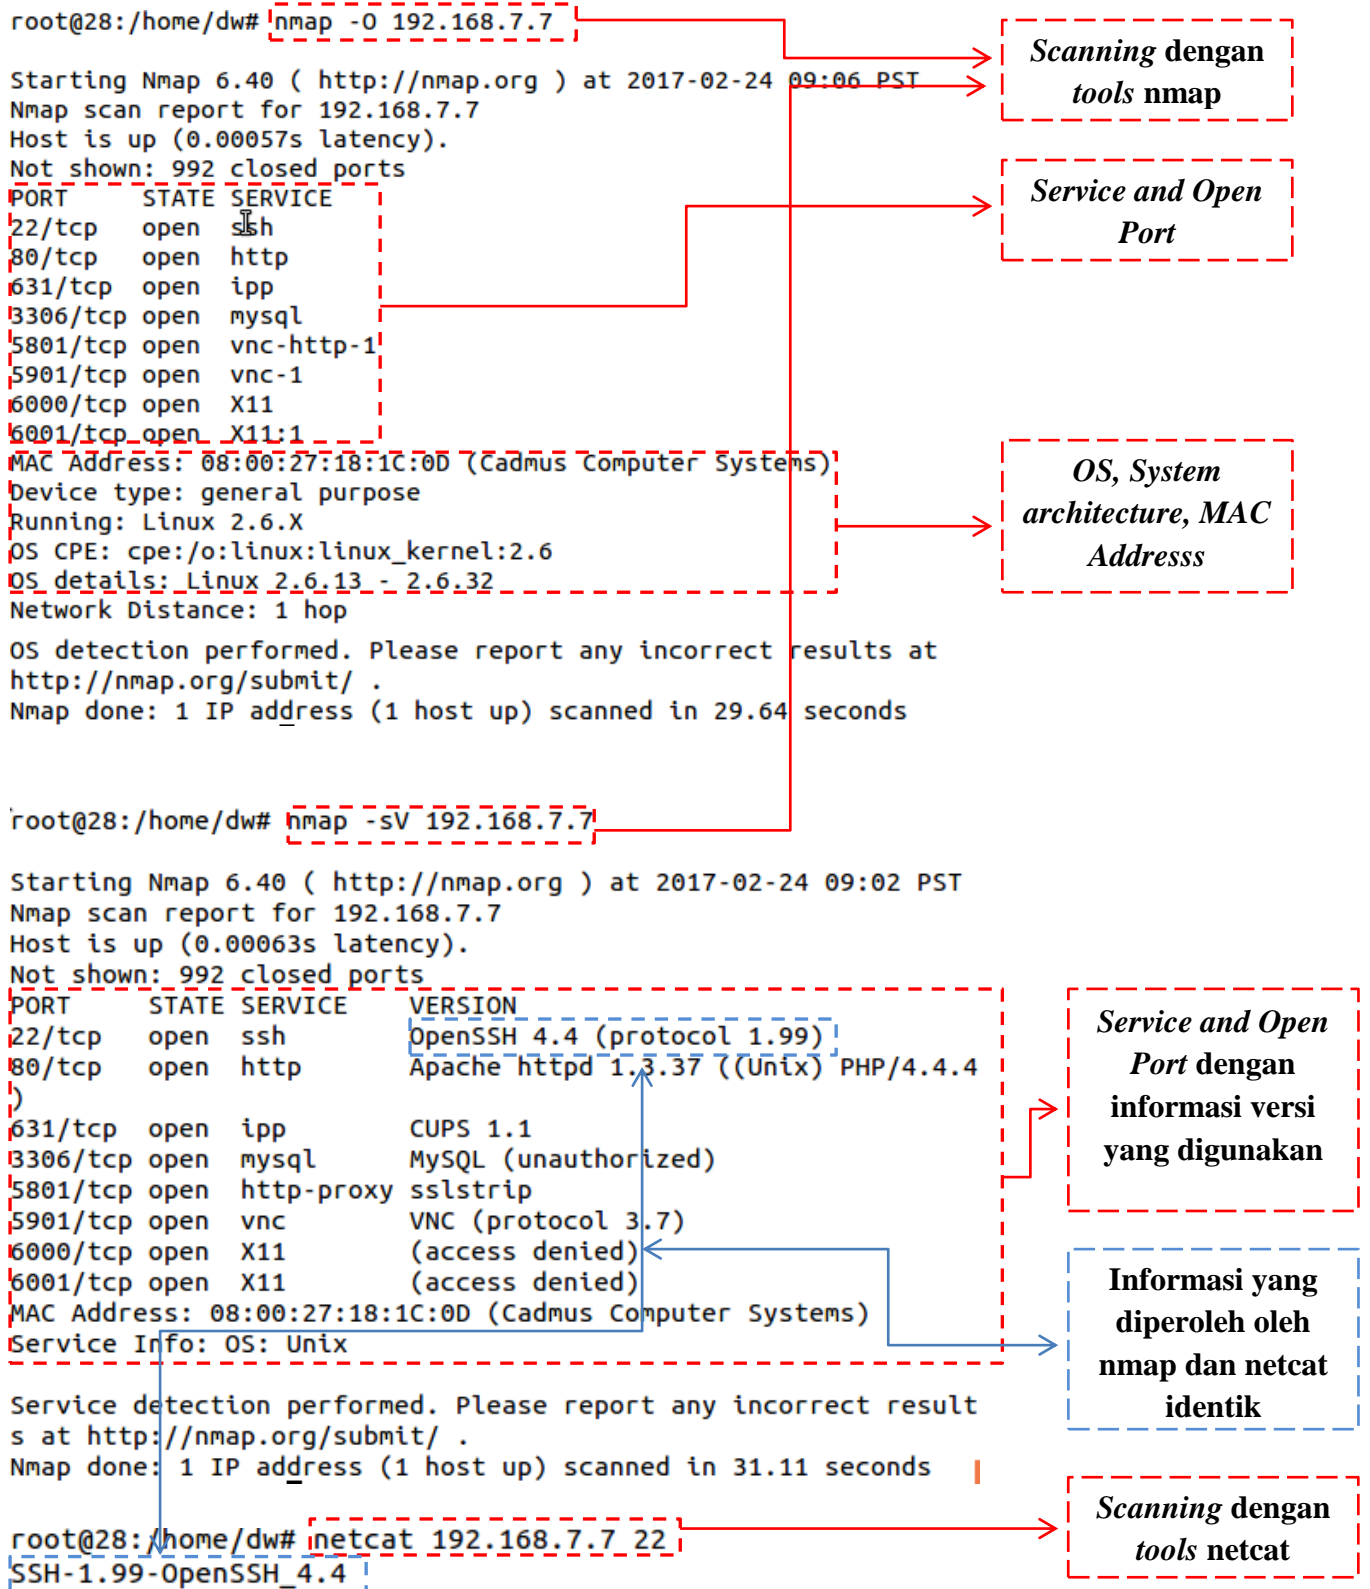 root@28:/home/dw# nmap -O 192.168.7.7
Scanning dengan
tools nmap
Starting Nmap 6.40 ( http://nmap.org ) at 2017-02-24 09:06 PST
Nmap scan report for 192.168.7.7
Host is up (0.00057s latency).
Not shown: 992 closed ports
PORT     STATE SERVICE
22/tcp   open  ssh
80/tcp   open  http
631/tcp  open  ipp
3306/tcp open  mysql
5801/tcp open  vnc-http-1
5901/tcp open  vnc-1
6000/tcp open  X11
6001/tcp open  X11:1
Service and Open
Port
MAC Address: 08:00:27:18:1C:0D (Cadmus Computer Systems)
Device type: general purpose
Running: Linux 2.6.X
OS CPE: cpe:/o:linux:linux_kernel:2.6
OS details: Linux 2.6.13 - 2.6.32
OS, System
architecture, MAC
Addresss
Network Distance: 1 hop
OS detection performed. Please report any incorrect results at
http://nmap.org/submit/ .
Nmap done: 1 IP address (1 host up) scanned in 29.64 seconds
root@28:/home/dw# nmap -sV 192.168.7.7
Starting Nmap 6.40 ( http://nmap.org ) at 2017-02-24 09:02 PST
Nmap scan report for 192.168.7.7
Host is up (0.00063s latency).
Not shown: 992 closed ports
PORT     STATE SERVICE    VERSION
22/tcp   open  ssh        OpenSSH 4.4 (protocol 1.99)
80/tcp   open  http       Apache httpd 1.3.37 ((Unix) PHP/4.4.4
)
631/tcp  open  ipp        CUPS 1.1
3306/tcp open  mysql      MySQL (unauthorized)
5801/tcp open  http-proxy sslstrip
5901/tcp open  vnc        VNC (protocol 3.7)
6000/tcp open  X11        (access denied)
6001/tcp open  X11        (access denied)
MAC Address: 08:00:27:18:1C:0D (Cadmus Computer Systems)
Service Info: OS: Unix
Service and Open
Port dengan
informasi versi
yang digunakan
Informasi yang
diperoleh oleh
nmap dan netcat
identik
Service detection performed. Please report any incorrect result
s at http://nmap.org/submit/ .
Nmap done: 1 IP address (1 host up) scanned in 31.11 seconds
root@28:/home/dw# netcat 192.168.7.7 22
SSH-1.99-OpenSSH_4.4
Scanning dengan
tools netcat